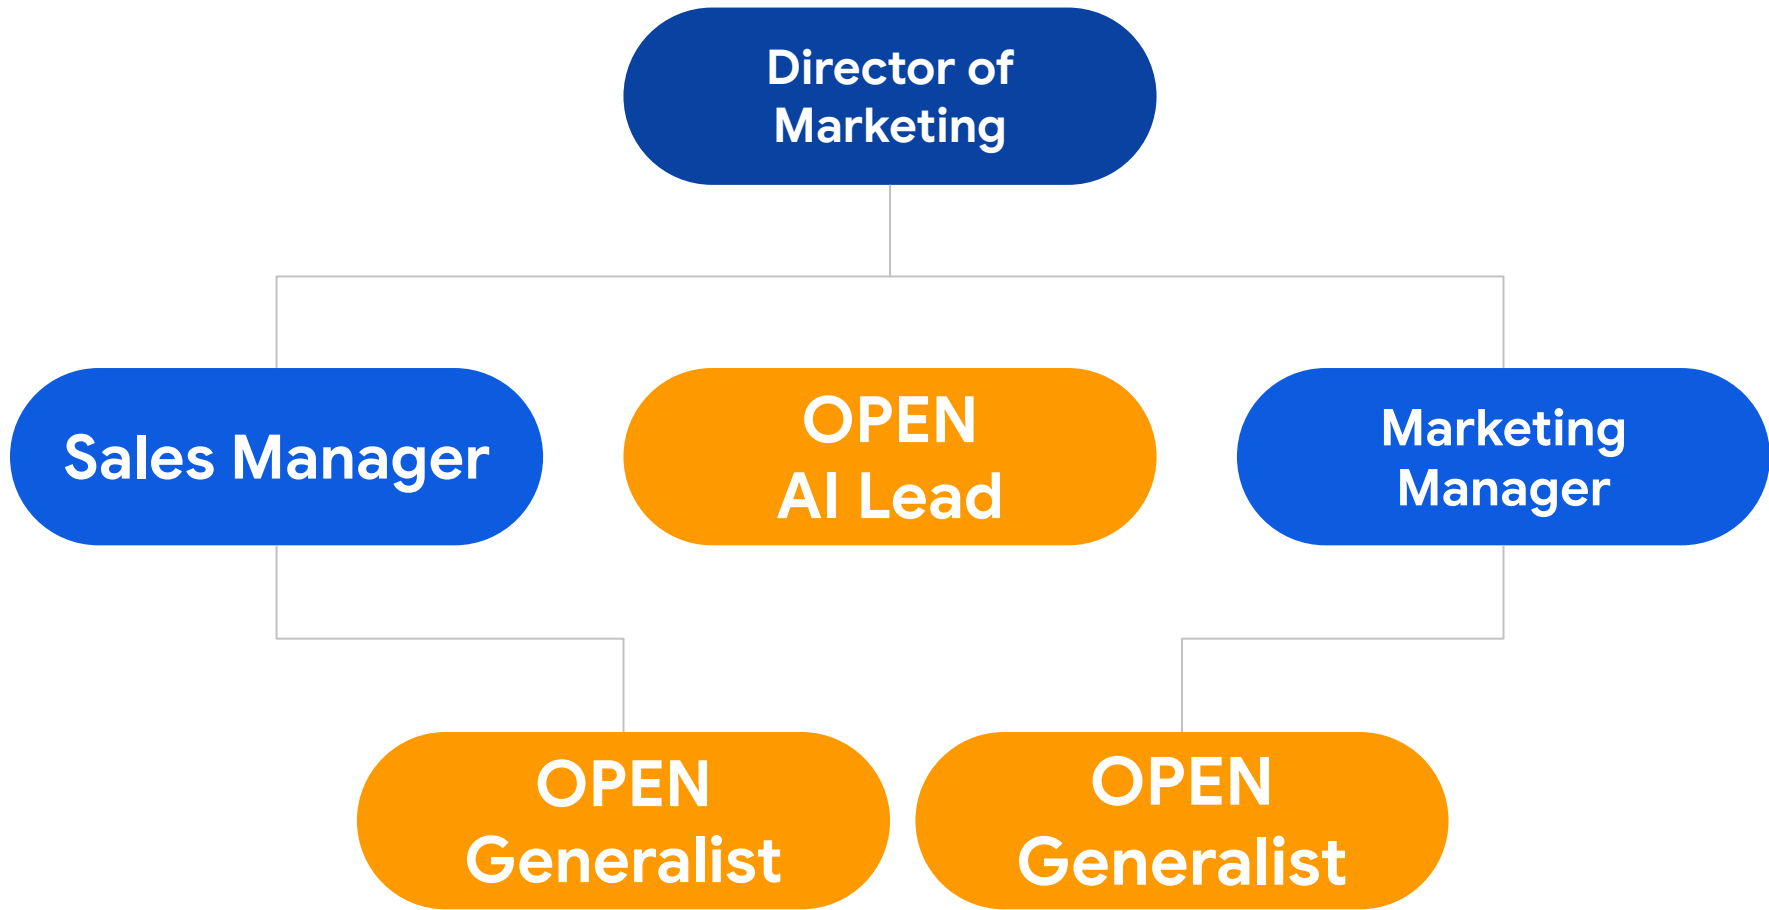 Director of
Marketing
Sales Manager
OPEN
AI Lead
Marketing
Manager
OPEN
Generalist
OPEN
Generalist